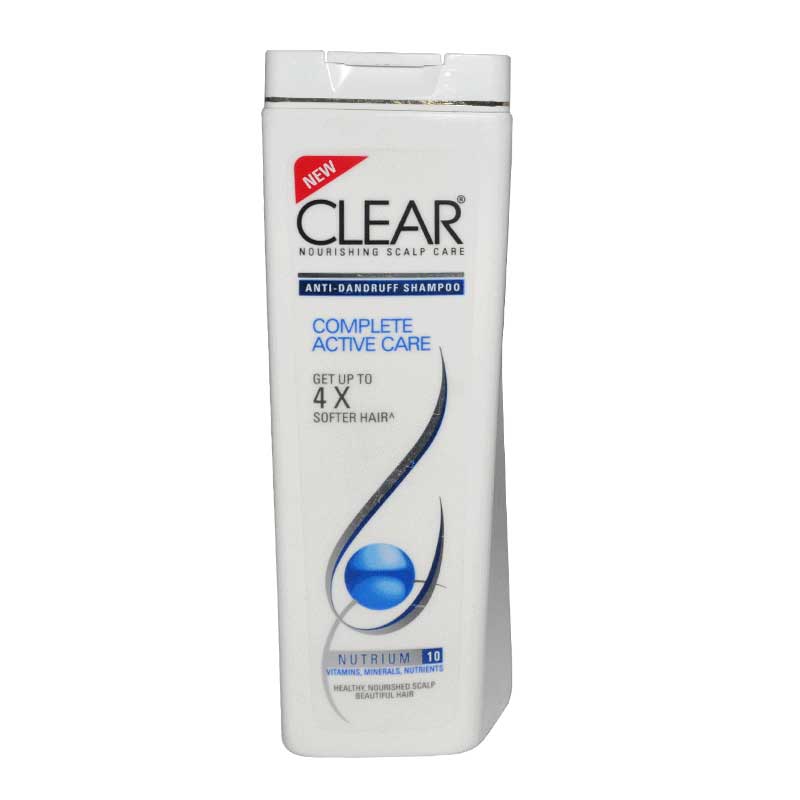 NEW
CLEAR®
NOURISHING SCALP CARE
ANTI-DANDRUFF SHAMPOO
COMPLETE
ACTIVE CARE
GET UP TO
4 X
SOFTER HAIR^
NUTRIUM 10
VITAMINS, MINERALS, NUTRIENTS
HEALTHY, NOURISHED SCALP
BEAUTIFUL HAIR